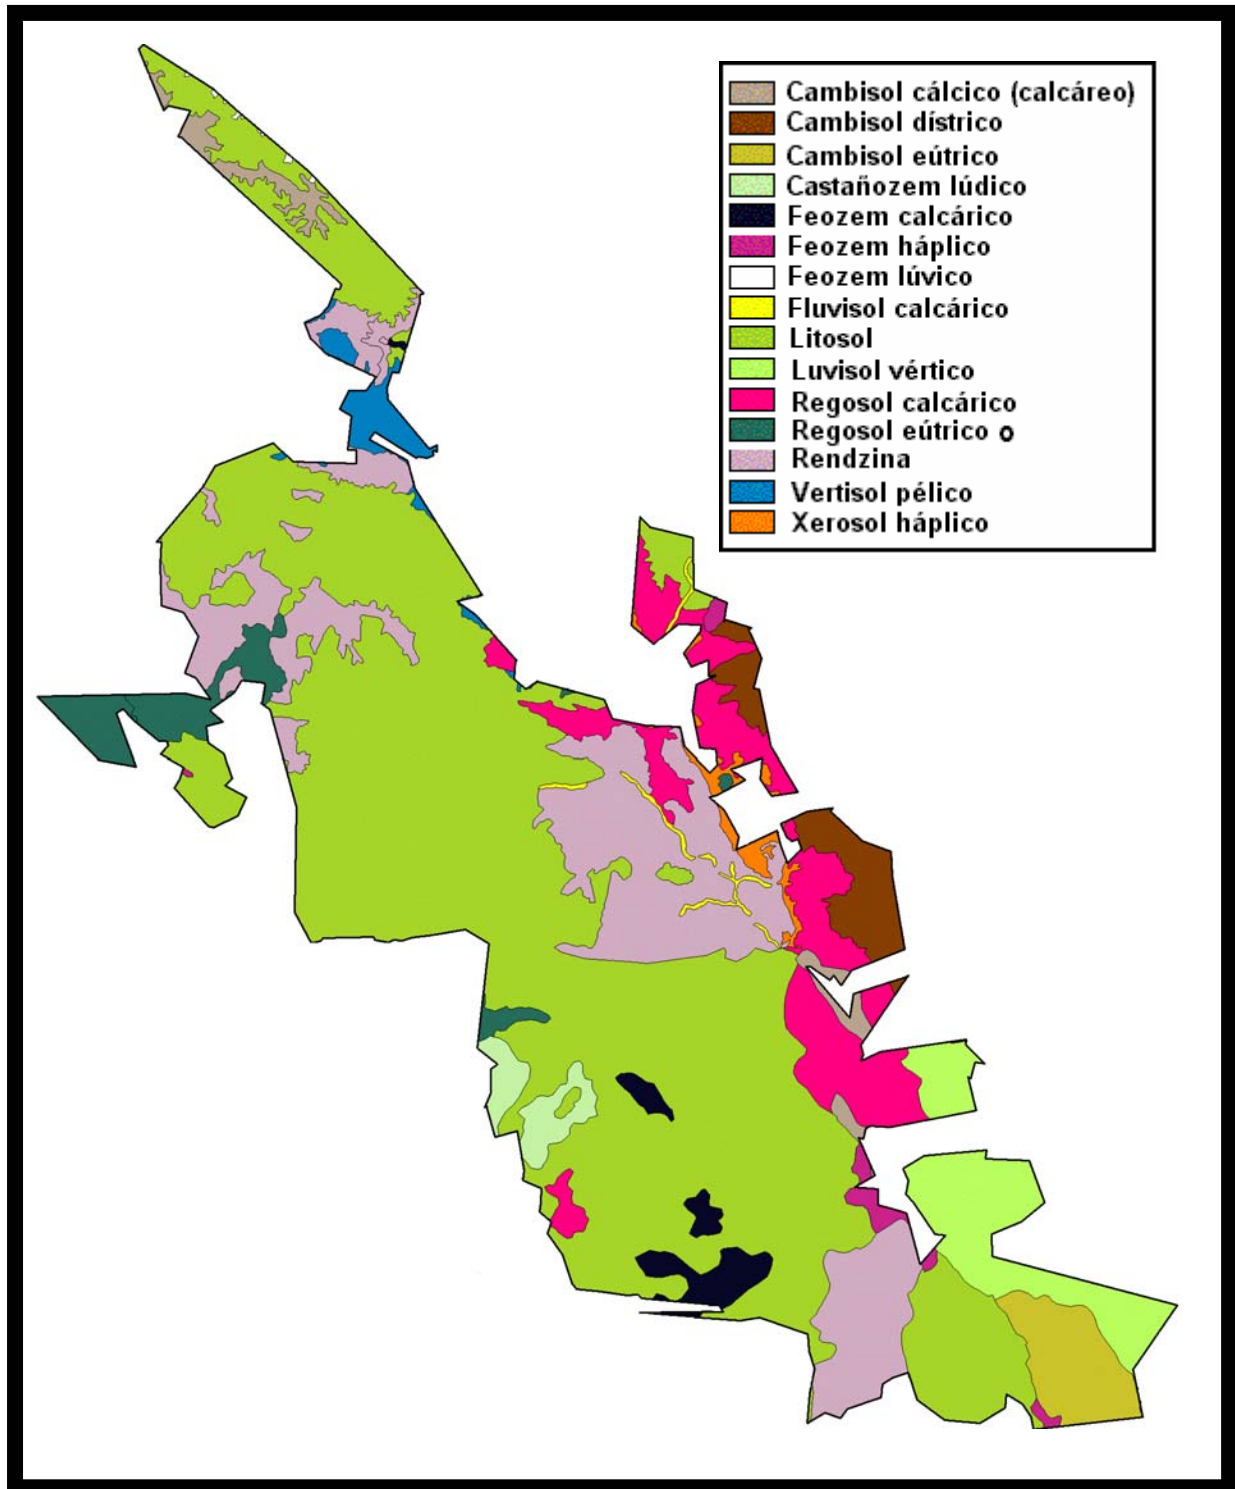 Cambisol cálcico (calcáreo)
Cambisol dístrico
Cambisol eútrico
Castañozem lúdico
Feozem calcárico
Feozem háplico
Feozem lúvico
Fluvisol calcárico
Litosol
Luvisol vértico
Regosol calcárico
Regosol eútrico o
Rendzina
Vertisol pélico
Xerosol háplico